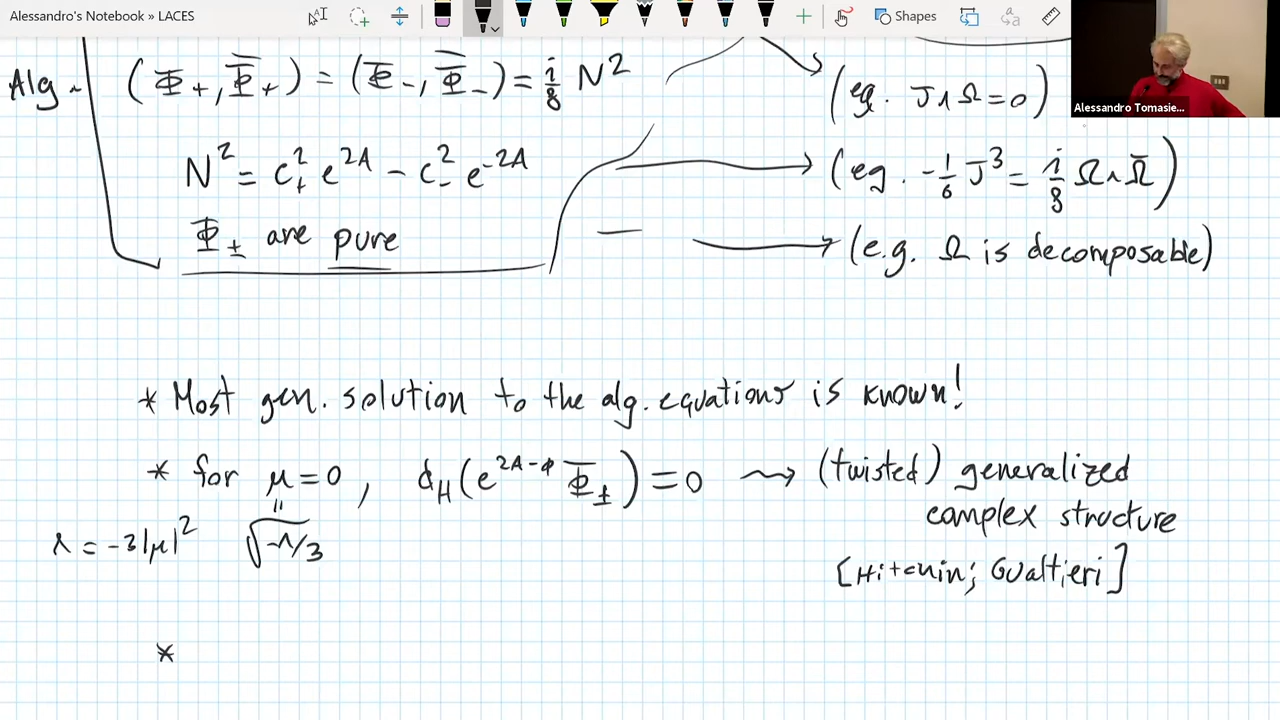 Alessandro's Notebook » LACES
Shapes
Alessandro Tomasie...
Alg. (Φ₊, Φ̄₊) = (Φ₋, Φ̄₋) = i/8 N²
(eg. J∧Ω=0)
N² = c₊² e^{2A} - c₋² e^{-2A}
(eg. -1/6 J³ = i/8 Ω∧Ω̄)
Φ± are pure
(e.g. Ω is decomposable)
* Most gen. solution to the alg. equations is known!
* for μ=0, d_H(e^{2A-φ} Φ±) = 0 ⇝ (twisted) generalized
complex structure
Λ = -3|μ|² √-Λ/3
[Hitchin; Gualtieri]
*